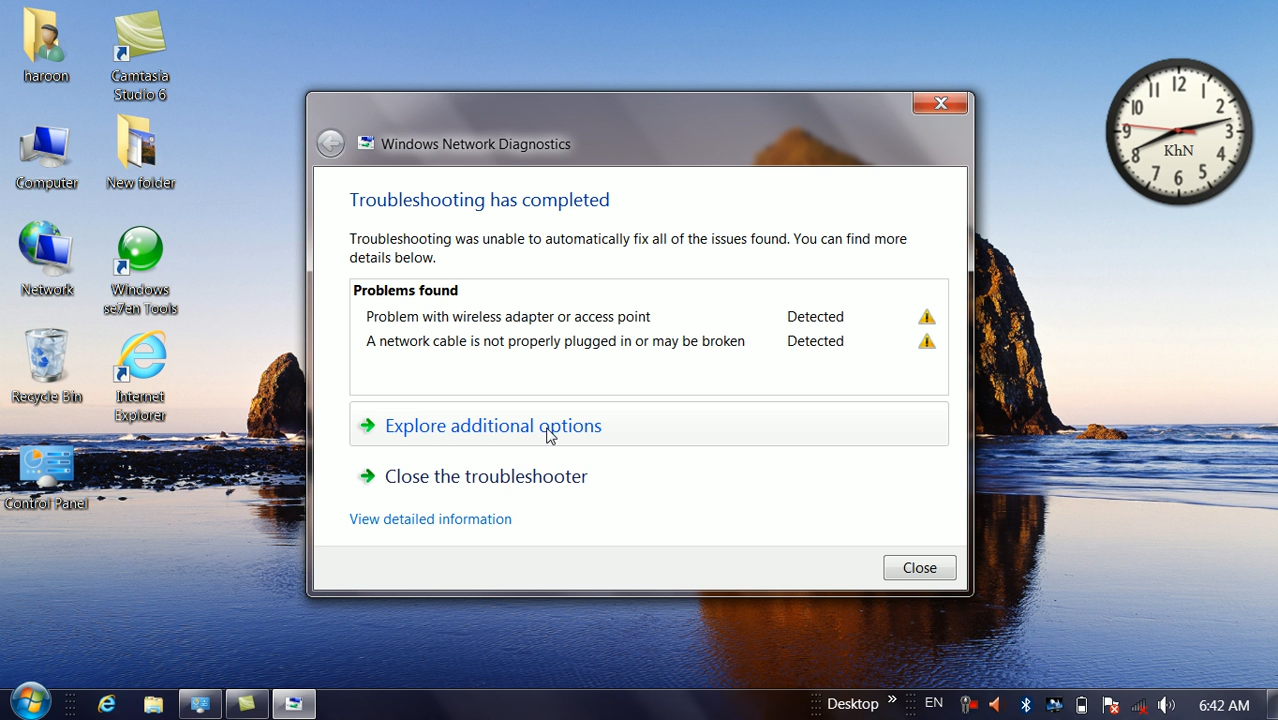 haroon
Camtasia
Studio 6
Computer
New folder
Network
Windows
se7en Tools
Recycle Bin
Internet
Explorer
Control Panel
Windows Network Diagnostics
Troubleshooting has completed
Troubleshooting was unable to automatically fix all of the issues found. You can find more
details below.
Problems found
Problem with wireless adapter or access point Detected
A network cable is not properly plugged in or may be broken Detected
Explore additional options
Close the troubleshooter
View detailed information
Close
12
11 1
10 2
9 3
KhN
8 4
7 5
6
Desktop » EN 6:42 AM